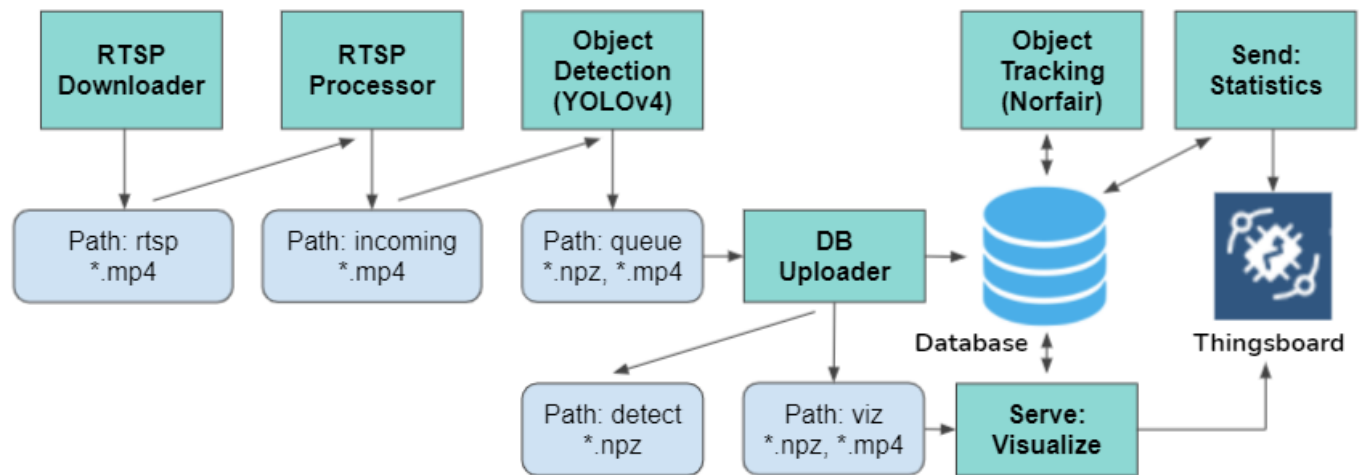 RTSP
Downloader
RTSP
Processor
Object
Detection
(YOLOv4)
Object
Tracking
(Norfair)
Send:
Statistics
Path: rtsp
*.mp4
Path: incoming
*.mp4
Path: queue
*.npz, *.mp4
DB
Uploader
Database
Thingsboard
Path: detect
*.npz
Path: viz
*.npz, *.mp4
Serve:
Visualize